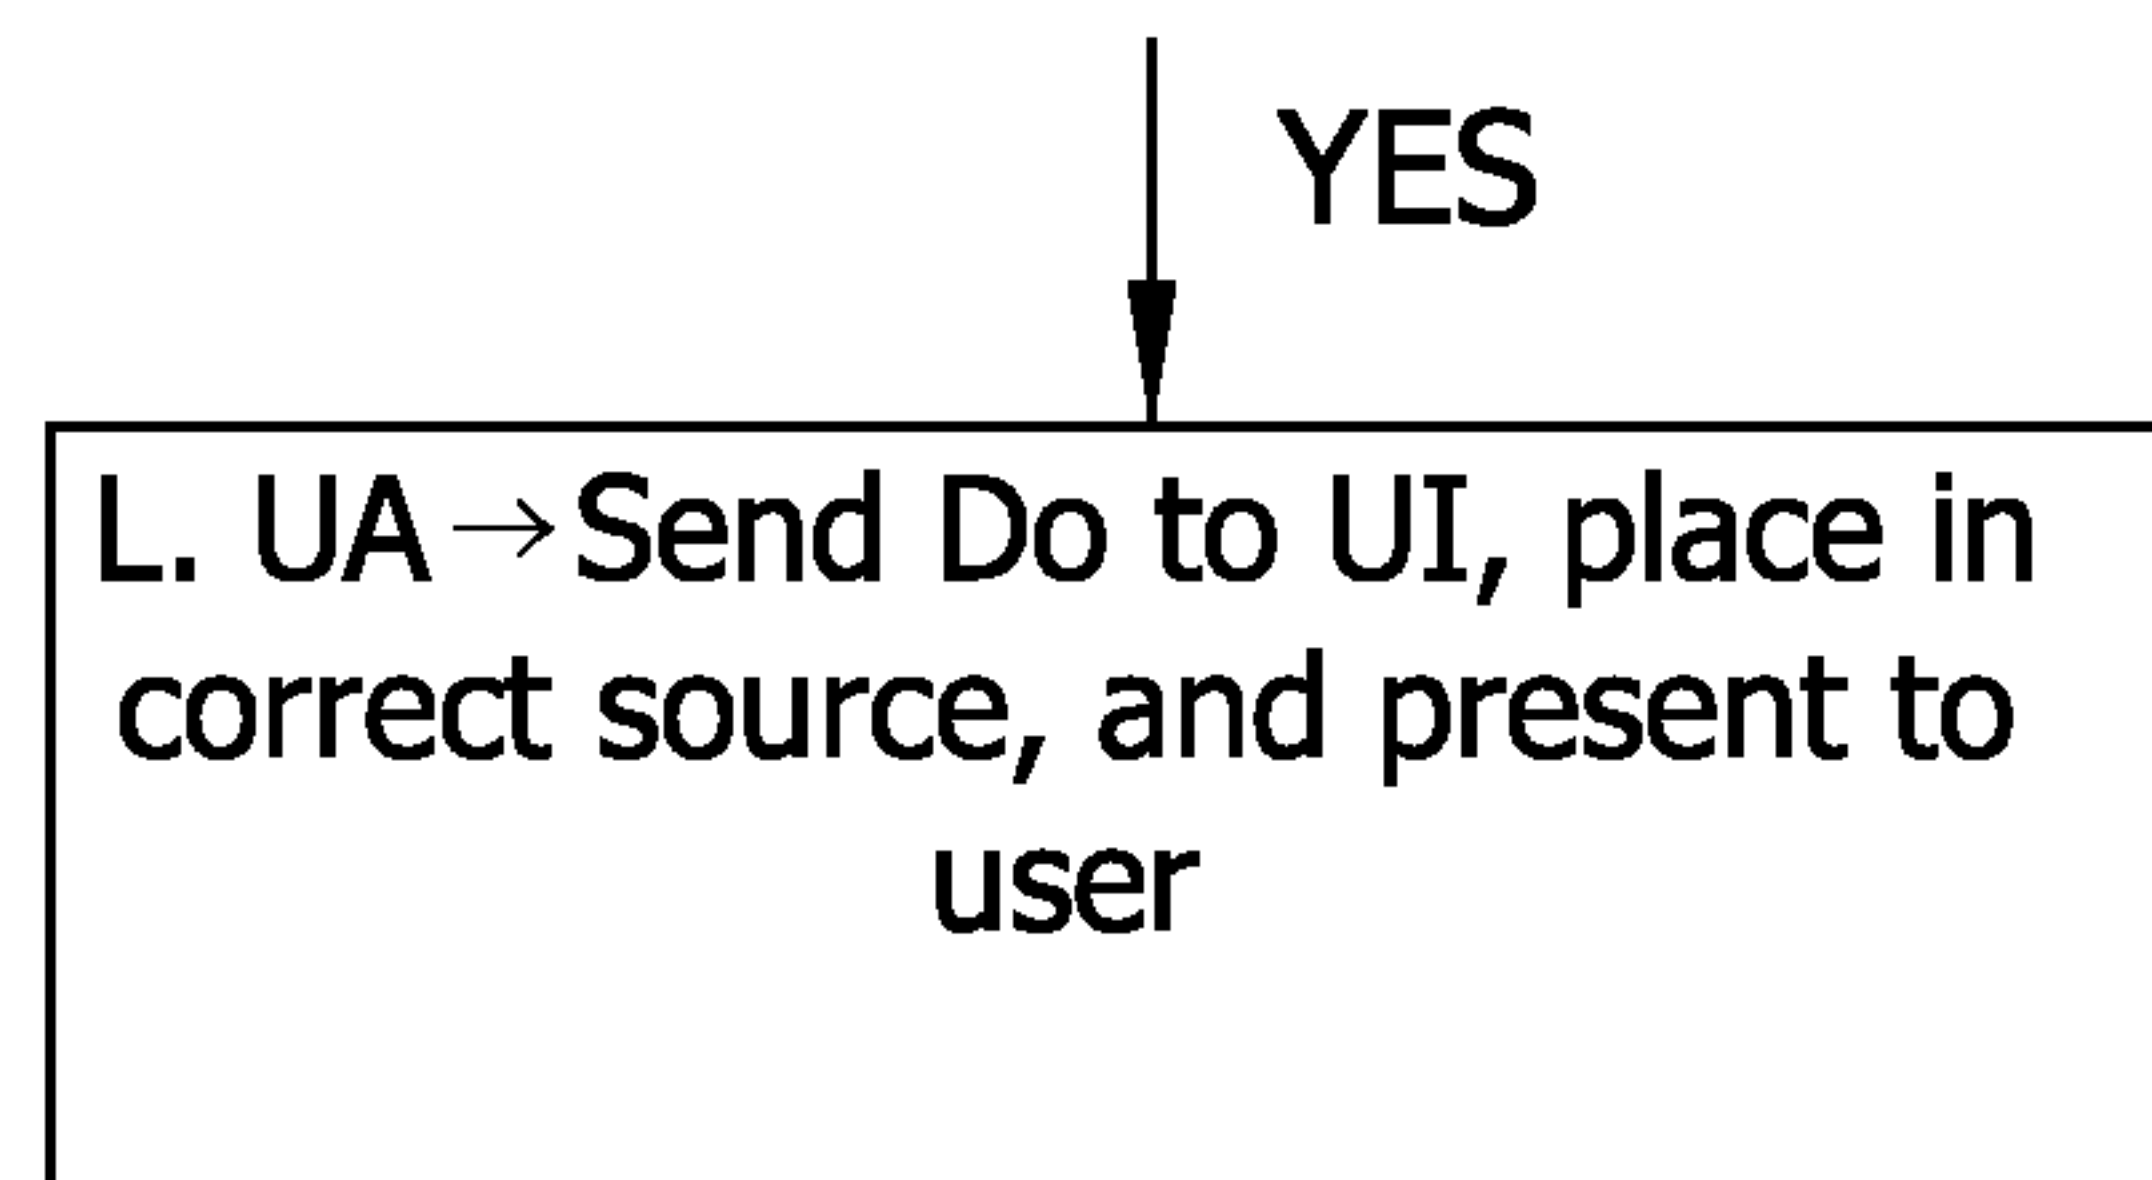 YES
L. UA → Send Do to UI, place in
correct source, and present to
user